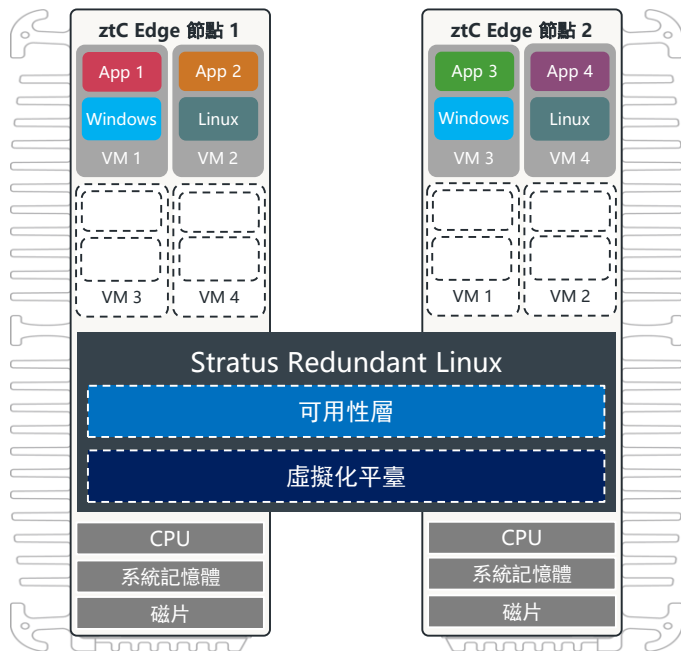 ztC Edge 節點 1
App 1
App 2
Windows
Linux
VM 1
VM 2
VM 3
VM 4
ztC Edge 節點 2
App 3
App 4
Windows
Linux
VM 3
VM 4
VM 1
VM 2
Stratus Redundant Linux
可用性層
虛擬化平臺
CPU
系統記憶體
磁片
CPU
系統記憶體
磁片